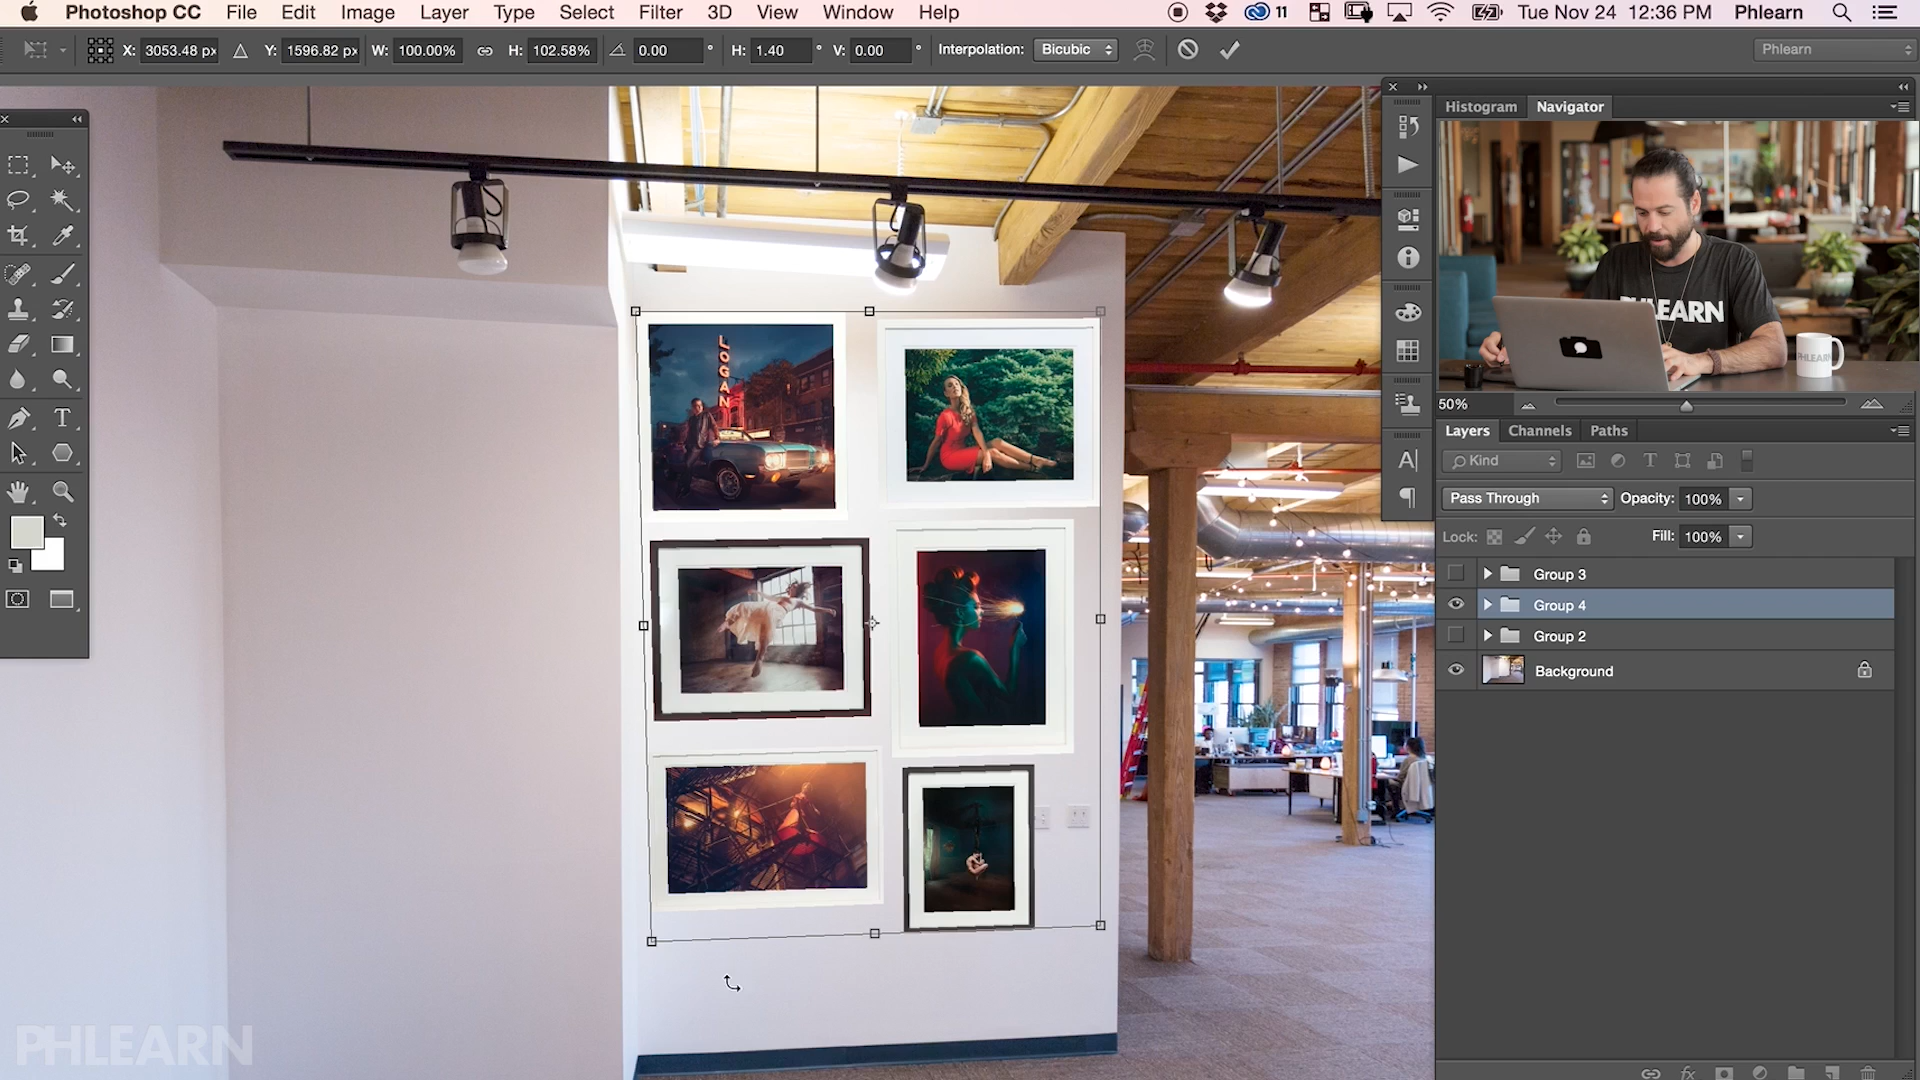 Photoshop CC File Edit Image Layer Type Select Filter 3D View Window Help 11 Tue Nov 24 12:36 PM Phlearn
X: 3053.48 px Y: 1596.82 px W: 100.00% H: 102.58% 0.00 ° H: 1.40 ° V: 0.00 ° Interpolation: Bicubic Phlearn
Histogram Navigator
LOGAN
PHLEARN
PHLEARN
50%
Layers Channels Paths
Kind
Pass Through Opacity: 100%
Lock: Fill: 100%
Group 3
Group 4
Group 2
Background
PHLEARN